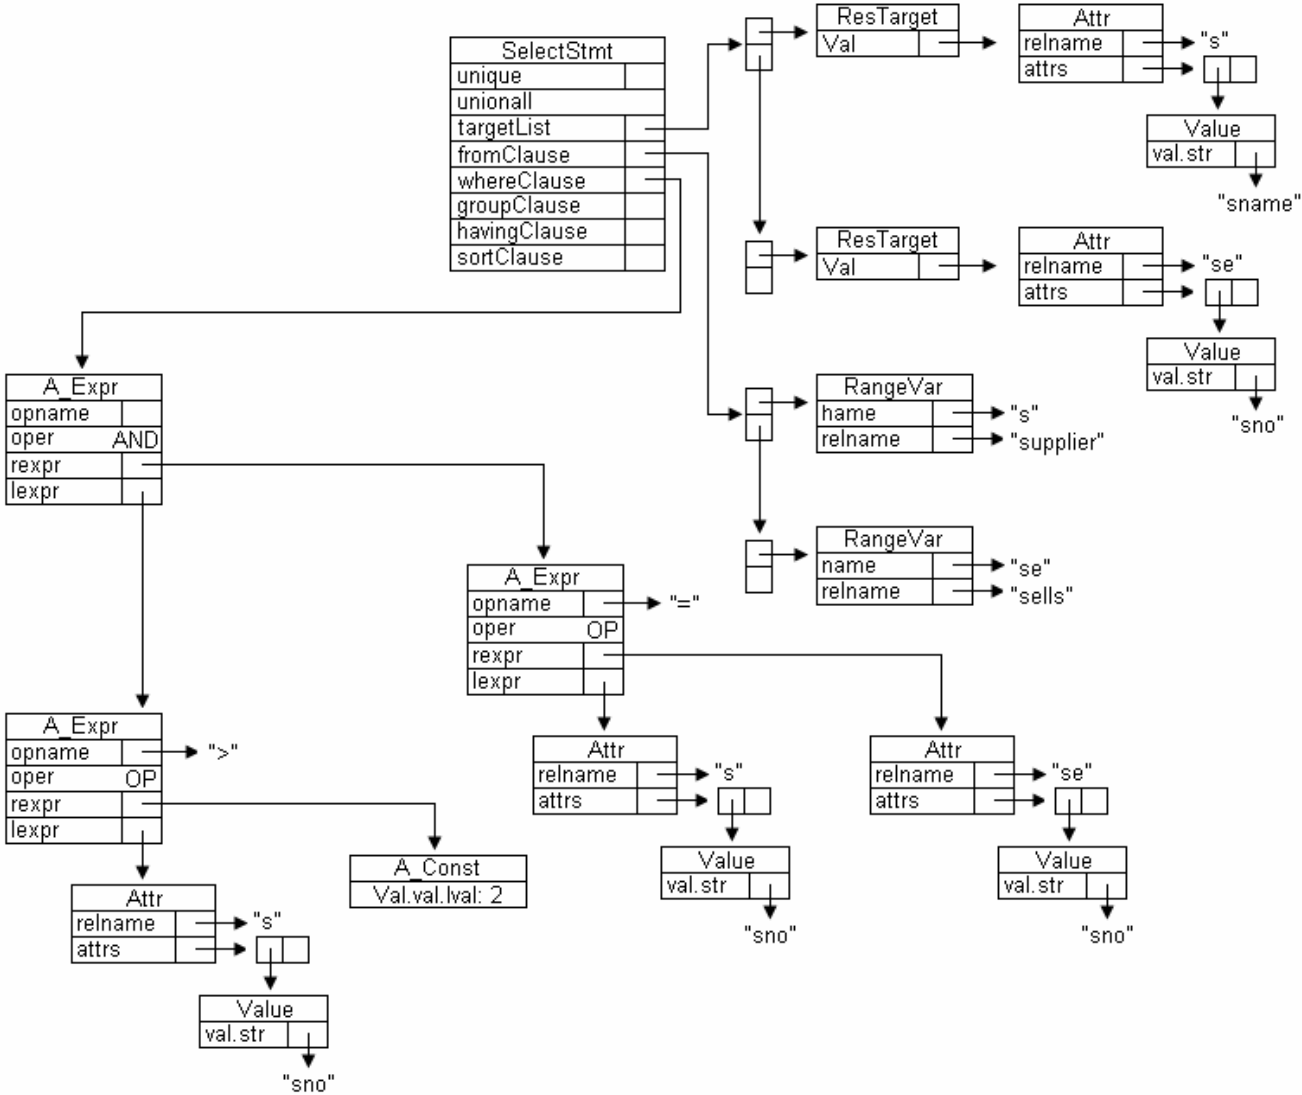 SelectStmt
unique
unionall
targetList
fromClause
whereClause
groupClause
havingClause
sortClause
ResTarget
Val
Attr
relname "s"
attrs
Value
val.str
"sname"
ResTarget
Val
Attr
relname "se"
attrs
Value
val.str
"sno"
RangeVar
hame "s"
relname "supplier"
RangeVar
name "se"
relname "sells"
A_Expr
opname
oper AND
rexpr
lexpr
A_Expr
opname "="
oper OP
rexpr
lexpr
A_Expr
opname ">"
oper OP
rexpr
lexpr
Attr
relname "s"
attrs
Value
val.str
"sno"
Attr
relname "se"
attrs
Value
val.str
"sno"
A_Const
Val.val.lval: 2
Attr
relname "s"
attrs
Value
val.str
"sno"